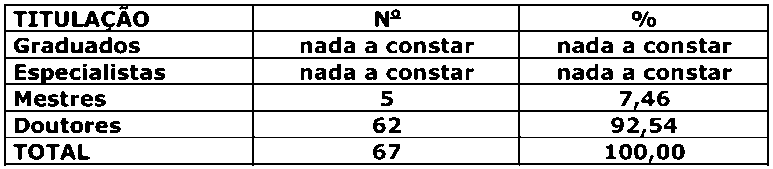 TITULAÇÃO Nº %
Graduados nada a constar nada a constar
Especialistas nada a constar nada a constar
Mestres 5 7,46
Doutores 62 92,54
TOTAL 67 100,00